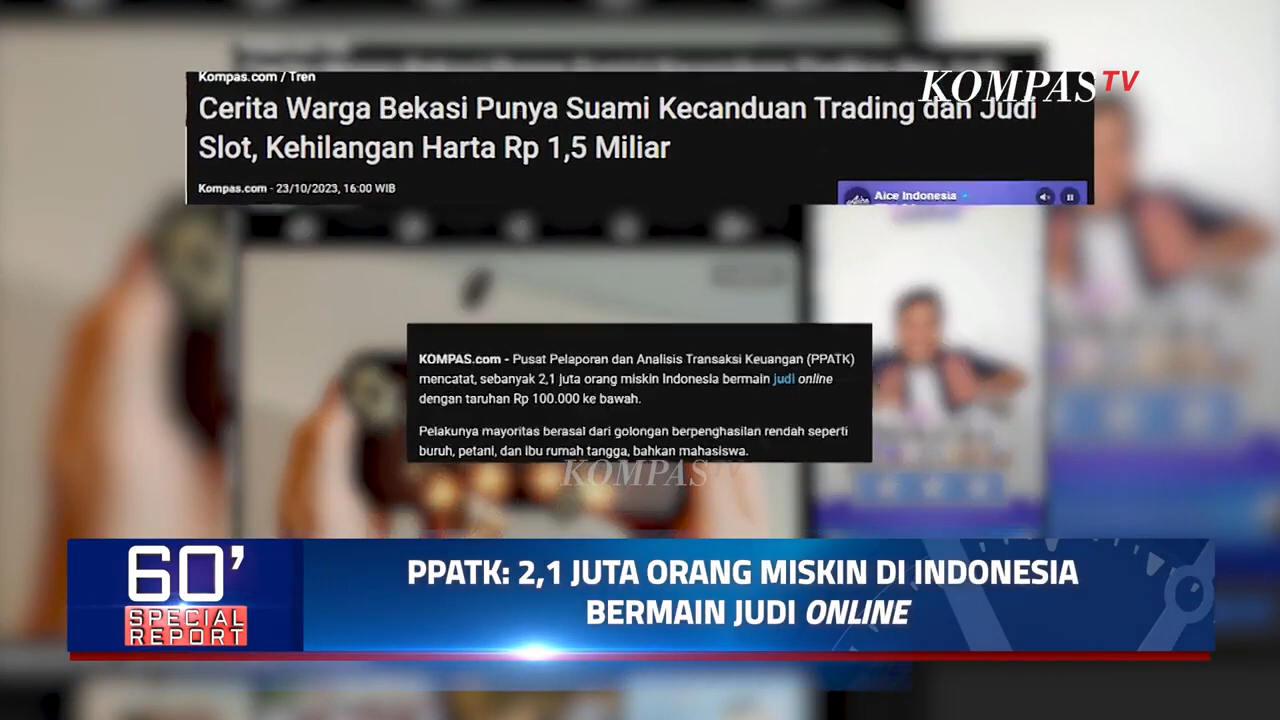 Kompas.com / Tren
KOMPAS TV
Cerita Warga Bekasi Punya Suami Kecanduan Trading dan Judi
Slot, Kehilangan Harta Rp 1,5 Miliar
Kompas.com - 23/10/2023, 16:00 WIB
Aice Indonesia
KOMPAS.com - Pusat Pelaporan dan Analisis Transaksi Keuangan (PPATK)
mencatat, sebanyak 2,1 juta orang miskin Indonesia bermain judi online
dengan taruhan Rp 100.000 ke bawah.
Pelakunya mayoritas berasal dari golongan berpenghasilan rendah seperti
buruh, petani, dan ibu rumah tangga, bahkan mahasiswa.
KOMPAS TV
60’
SPECIAL
REPORT
PPATK: 2,1 JUTA ORANG MISKIN DI INDONESIA
BERMAIN JUDI ONLINE